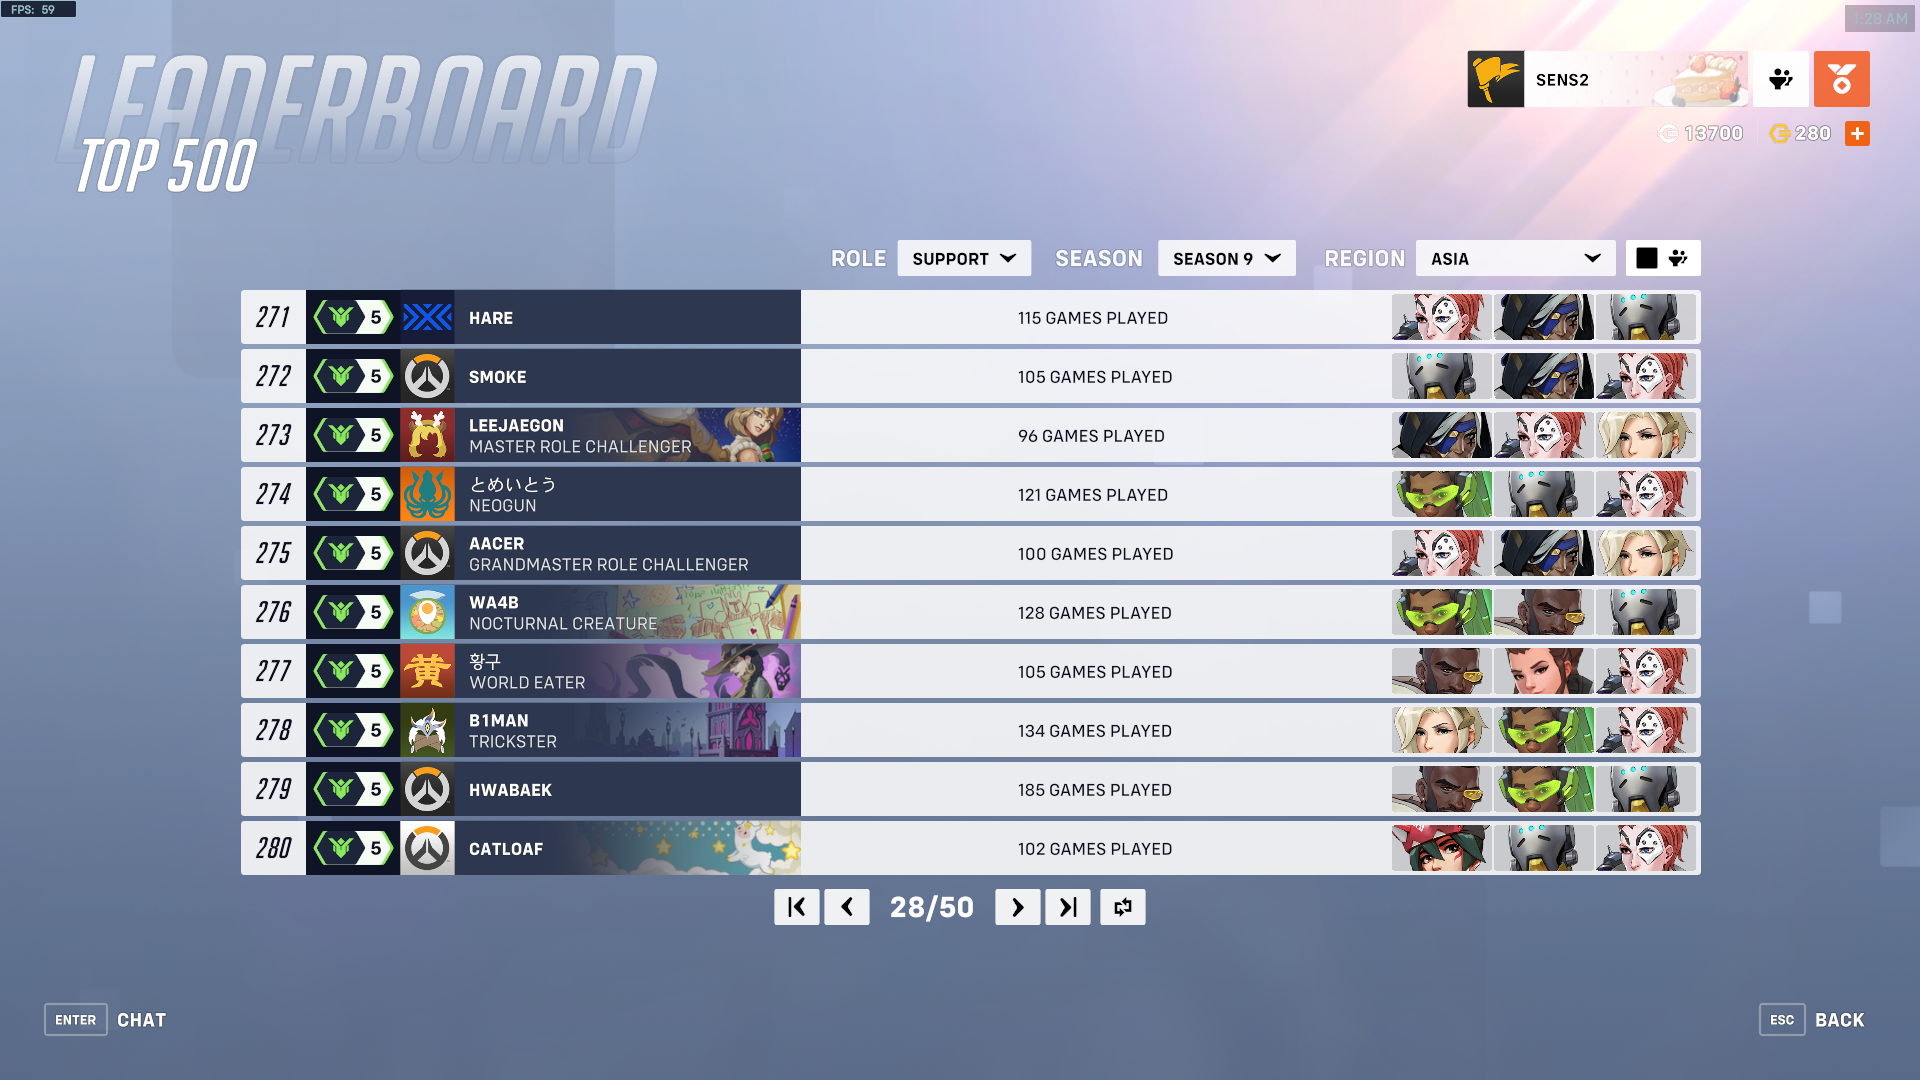 FPS: 59
1:28 AM
LEADERBOARD
TOP 500
SENS2
13700
280
ROLE SUPPORT SEASON SEASON 9 REGION ASIA
271 5 HARE 115 GAMES PLAYED
272 5 SMOKE 105 GAMES PLAYED
273 5 LEEJAEGON 96 GAMES PLAYED
MASTER ROLE CHALLENGER
274 5 とめいとう 121 GAMES PLAYED
NEOGUN
275 5 AACER 100 GAMES PLAYED
GRANDMASTER ROLE CHALLENGER
276 5 WA4B 128 GAMES PLAYED
NOCTURNAL CREATURE
277 5 黄 황구 105 GAMES PLAYED
WORLD EATER
278 5 B1MAN 134 GAMES PLAYED
TRICKSTER
279 5 HWABAEK 185 GAMES PLAYED
280 5 CATLOAF 102 GAMES PLAYED
28/50
ENTER CHAT
ESC BACK